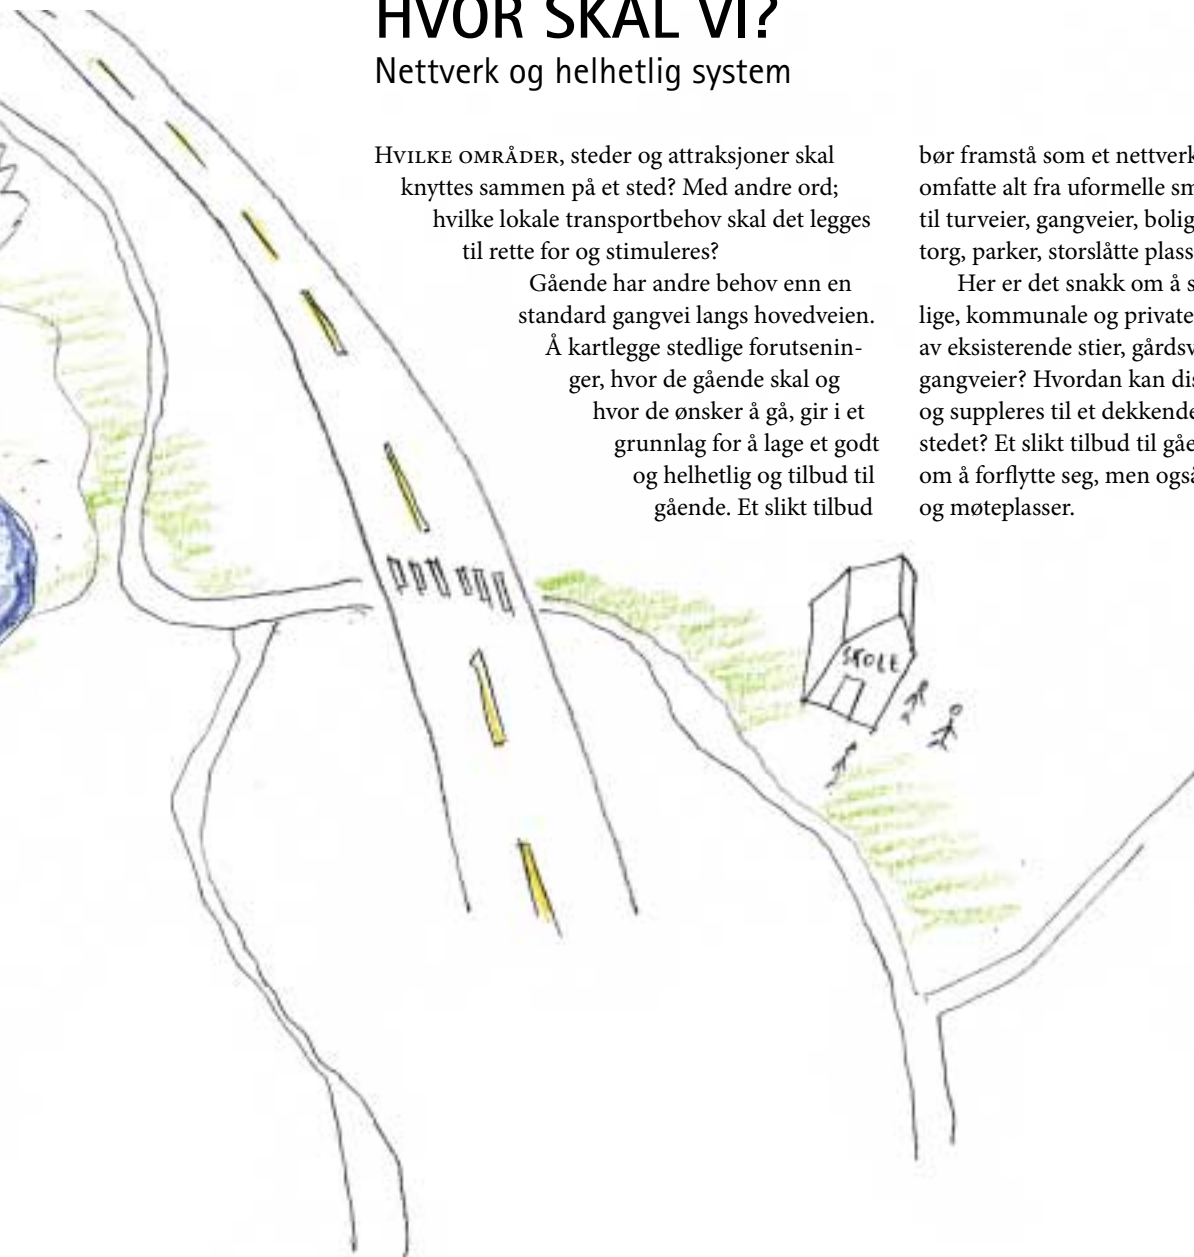 HVOR SKAL VI?
Nettverk og helhetlig system
HVILKE OMRÅDER, steder og attraksjoner skal
knyttes sammen på et sted? Med andre ord;
hvilke lokale transportbehov skal det legges
til rette for og stimuleres?
Gående har andre behov enn en
standard gangvei langs hovedveien.
Å kartlegge stedlige forutsenin-
ger, hvor de gående skal og
hvor de ønsker å gå, gir i et
grunnlag for å lage et godt
og helhetlig og tilbud til
gående. Et slikt tilbud
bør framstå som et nettverk
omfatte alt fra uformelle
til turveier, gangveier,
torg, parker, storslåtte
Her er det snakk om å
lige, kommunale og private
av eksisterende stier,
gangveier? Hvordan kan
og suppleres til et dekkende
stedet? Et slikt tilbud til
om å forflytte seg, men også
og møteplasser.
SKOLE